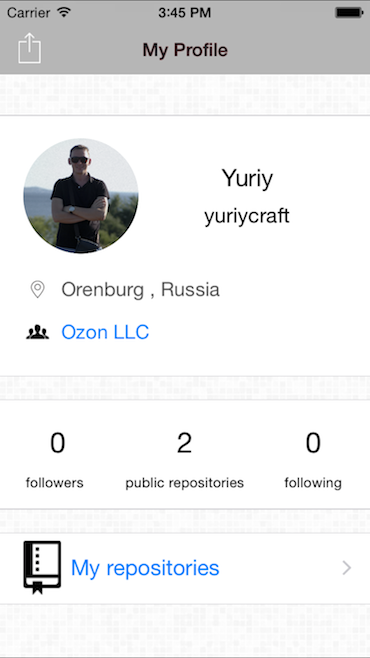 Carrier 3:45 PM
My Profile
Yuriy
yuriycraft
Orenburg , Russia
Ozon LLC
0 2 0
followers public repositories following
My repositories